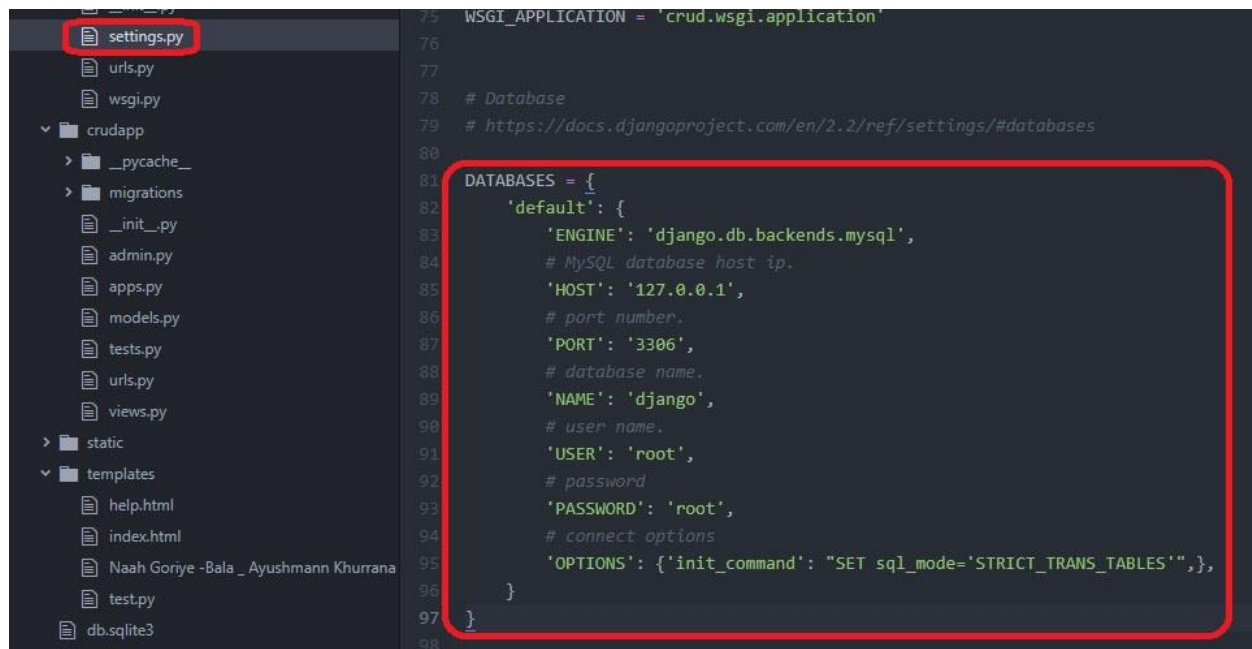 __init__.py
settings.py
urls.py
wsgi.py
crudapp
__pycache__
migrations
__init__.py
admin.py
apps.py
models.py
tests.py
urls.py
views.py
static
templates
help.html
index.html
Naah Goriye -Bala _ Ayushmann Khurrana
test.py
db.sqlite3
75 WSGI_APPLICATION = 'crud.wsgi.application'
76
77
78 # Database
79 # https://docs.djangoproject.com/en/2.2/ref/settings/#databases
80
81 DATABASES = {
82     'default': {
83         'ENGINE': 'django.db.backends.mysql',
84         # MySQL database host ip.
85         'HOST': '127.0.0.1',
86         # port number.
87         'PORT': '3306',
88         # database name.
89         'NAME': 'django',
90         # user name.
91         'USER': 'root',
92         # password
93         'PASSWORD': 'root',
94         # connect options
95         'OPTIONS': {'init_command': "SET sql_mode='STRICT_TRANS_TABLES'",},
96     }
97 }
98